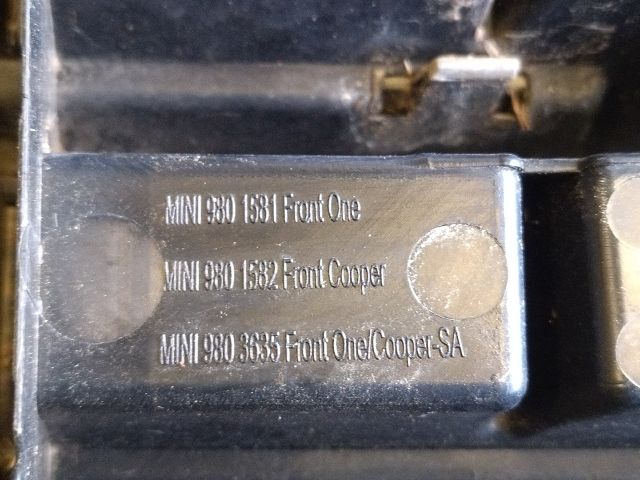 MINI 980 1581 Front One
MINI 980 1582 Front Cooper
MINI 980 3635 Front One/Cooper-SA